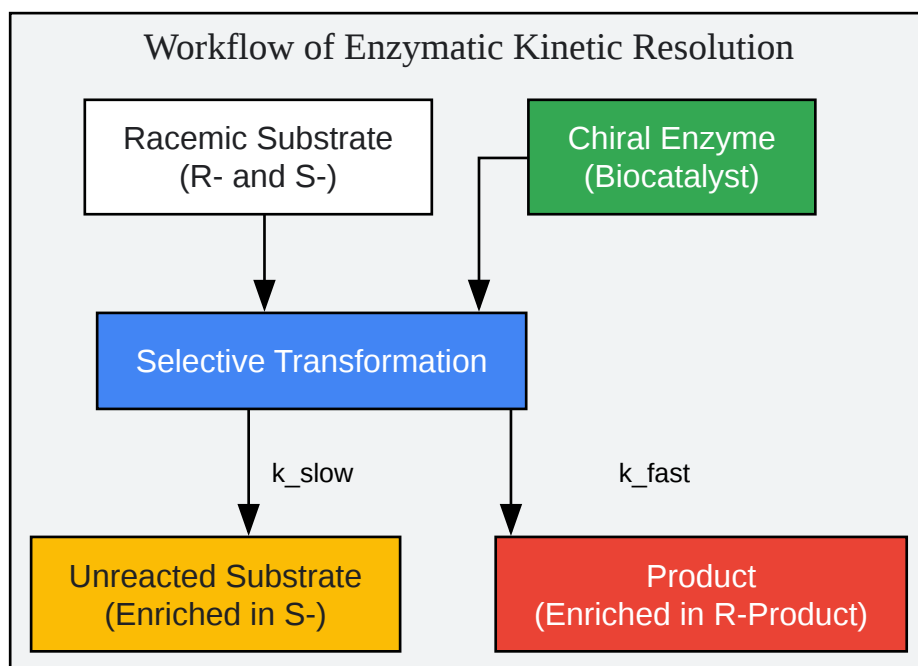 Workflow of Enzymatic Kinetic Resolution
Racemic Substrate
(R- and S-)
Chiral Enzyme
(Biocatalyst)
Selective Transformation
k_slow
k_fast
Unreacted Substrate
(Enriched in S-)
Product
(Enriched in R-Product)